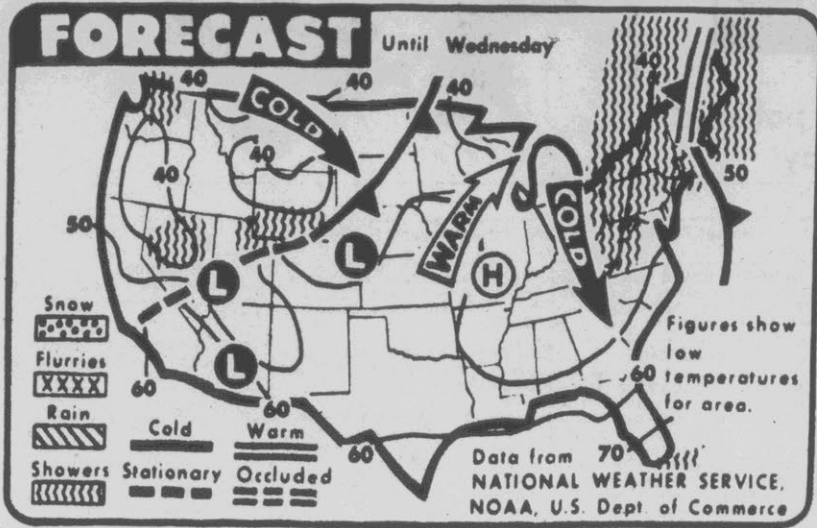 FORECAST Until Wednesday
40 40 40 40
COLD
40 40
50
50
WARM COLD
L L H
L
Snow
Flurries
Rain
Showers
Cold Warm
Stationary Occluded
60 60 60 60
70
Figures show
low
temperatures
for area.
Data from
NATIONAL WEATHER SERVICE,
NOAA, U.S. Dept. of Commerce